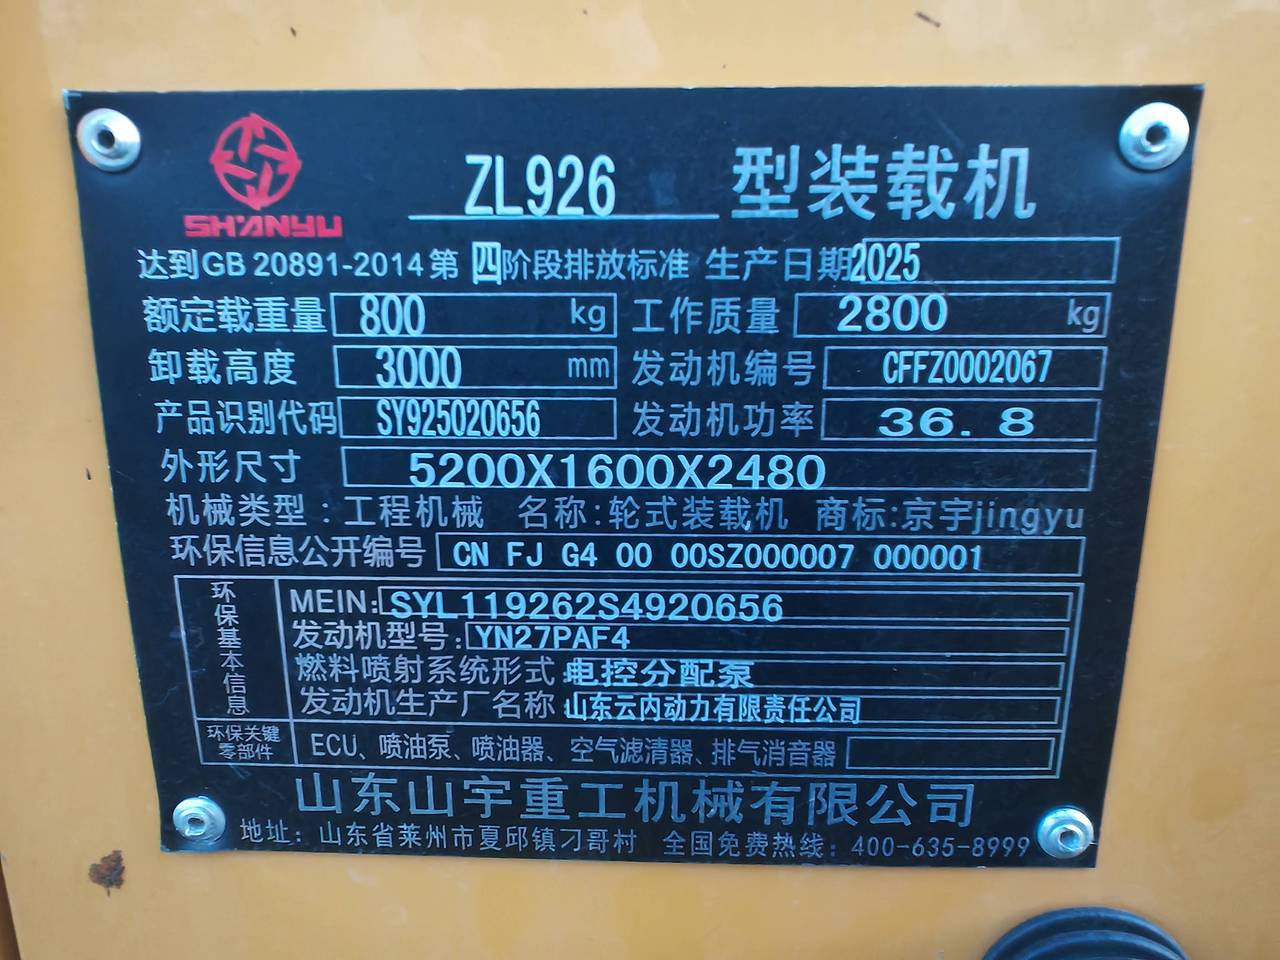 SHANYU
ZL926 型装载机
达到GB 20891-2014第四阶段排放标准 生产日期2025
额定载重量 800 kg 工作质量 2800 kg
卸载高度 3000 mm 发动机编号 CFFZ0002067
产品识别代码 SY925020656 发动机功率 36.8
外形尺寸 5200X1600X2480
机械类型:工程机械 名称:轮式装载机 商标:京宇jingyu
环保信息公开编号 CN FJ G4 00 00SZ000007 000001
环保基本信息
MEIN:SYL119262S4920656
发动机型号:YN27PAF4
燃料喷射系统形式 电控分配泵
发动机生产厂名称 山东云内动力有限责任公司
环保关键零部件 ECU、喷油泵、喷油器、空气滤清器、排气消音器
山东山宇重工机械有限公司
地址:山东省莱州市夏邱镇刁哥村 全国免费热线:400-635-8999